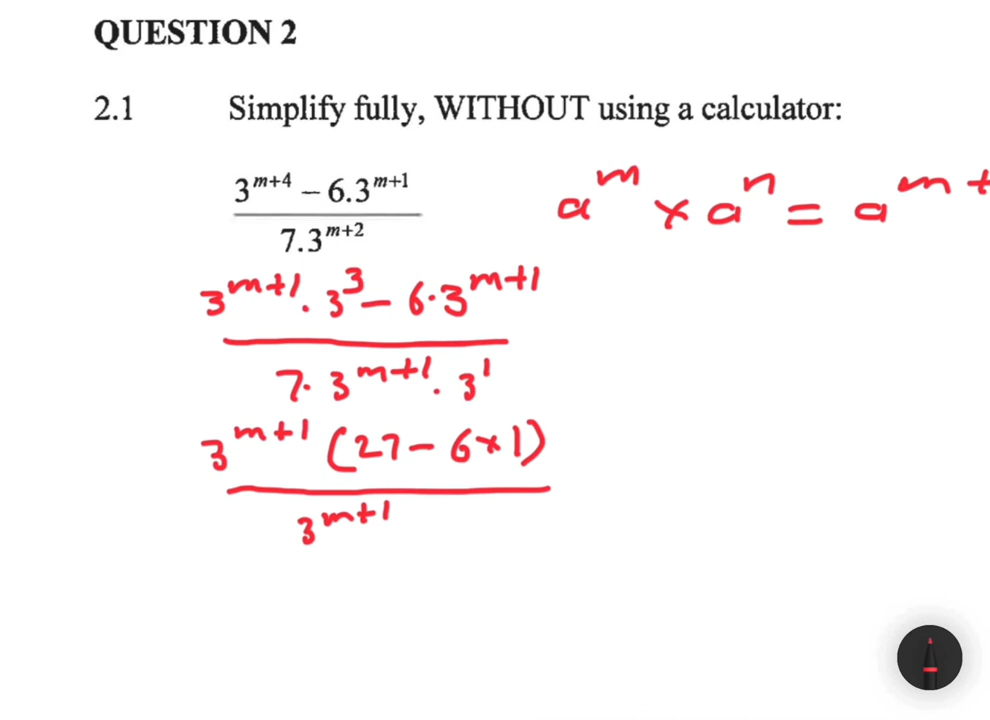 QUESTION 2
2.1 Simplify fully, WITHOUT using a calculator:
3^{m+4} – 6.3^{m+1}
7.3^{m+2}
a^m × a^n = a^{m+
3^{m+1} . 3^3 – 6 · 3^{m+1}
7 · 3^{m+1} . 3^1
3^{m+1} (27 – 6 × 1)
3^{m+1}